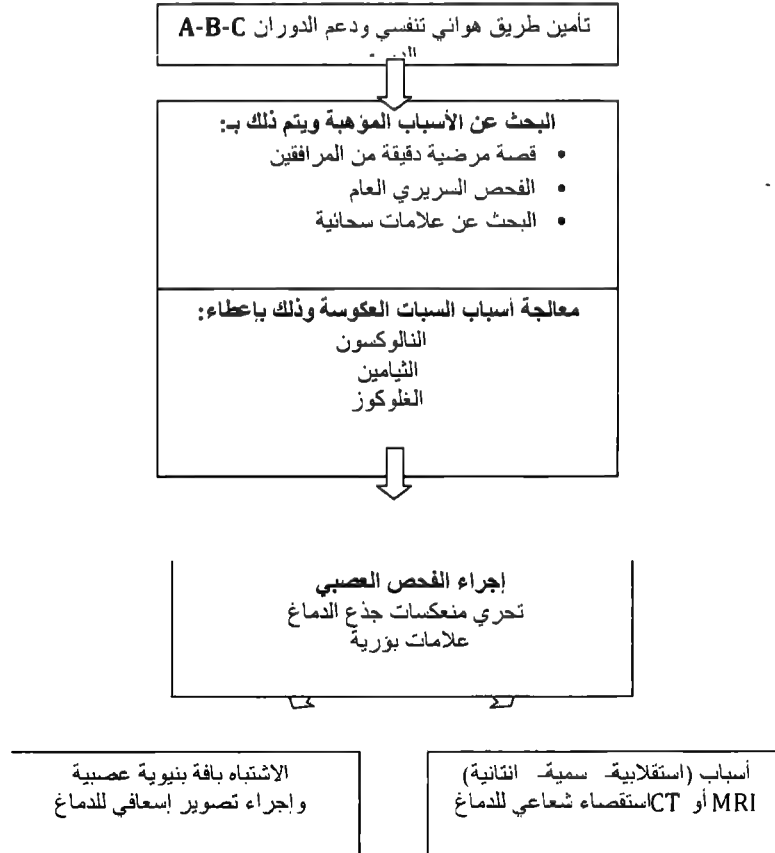 تأمين طريق هوائي تنفسي ودعم الدوران A-B-C
البحث عن الأسباب المؤهبة ويتم ذلك بـ:
• قصة مرضية دقيقة من المرافقين
• الفحص السريري العام
• البحث عن علامات سحائية
معالجة أسباب السبات العكوسة وذلك بإعطاء:
النالوكسون
الثيامين
الغلوكوز
إجراء الفحص العصبي
تحري منعكسات جذع الدماغ
علامات بؤرية
أسباب (استقلابية- سمية- انتانية)
استقصاء شعاعي للدماغ CT أو MRI
الاشتباه بافة بنيوية عصبية
وإجراء تصوير إسعافي للدماغ